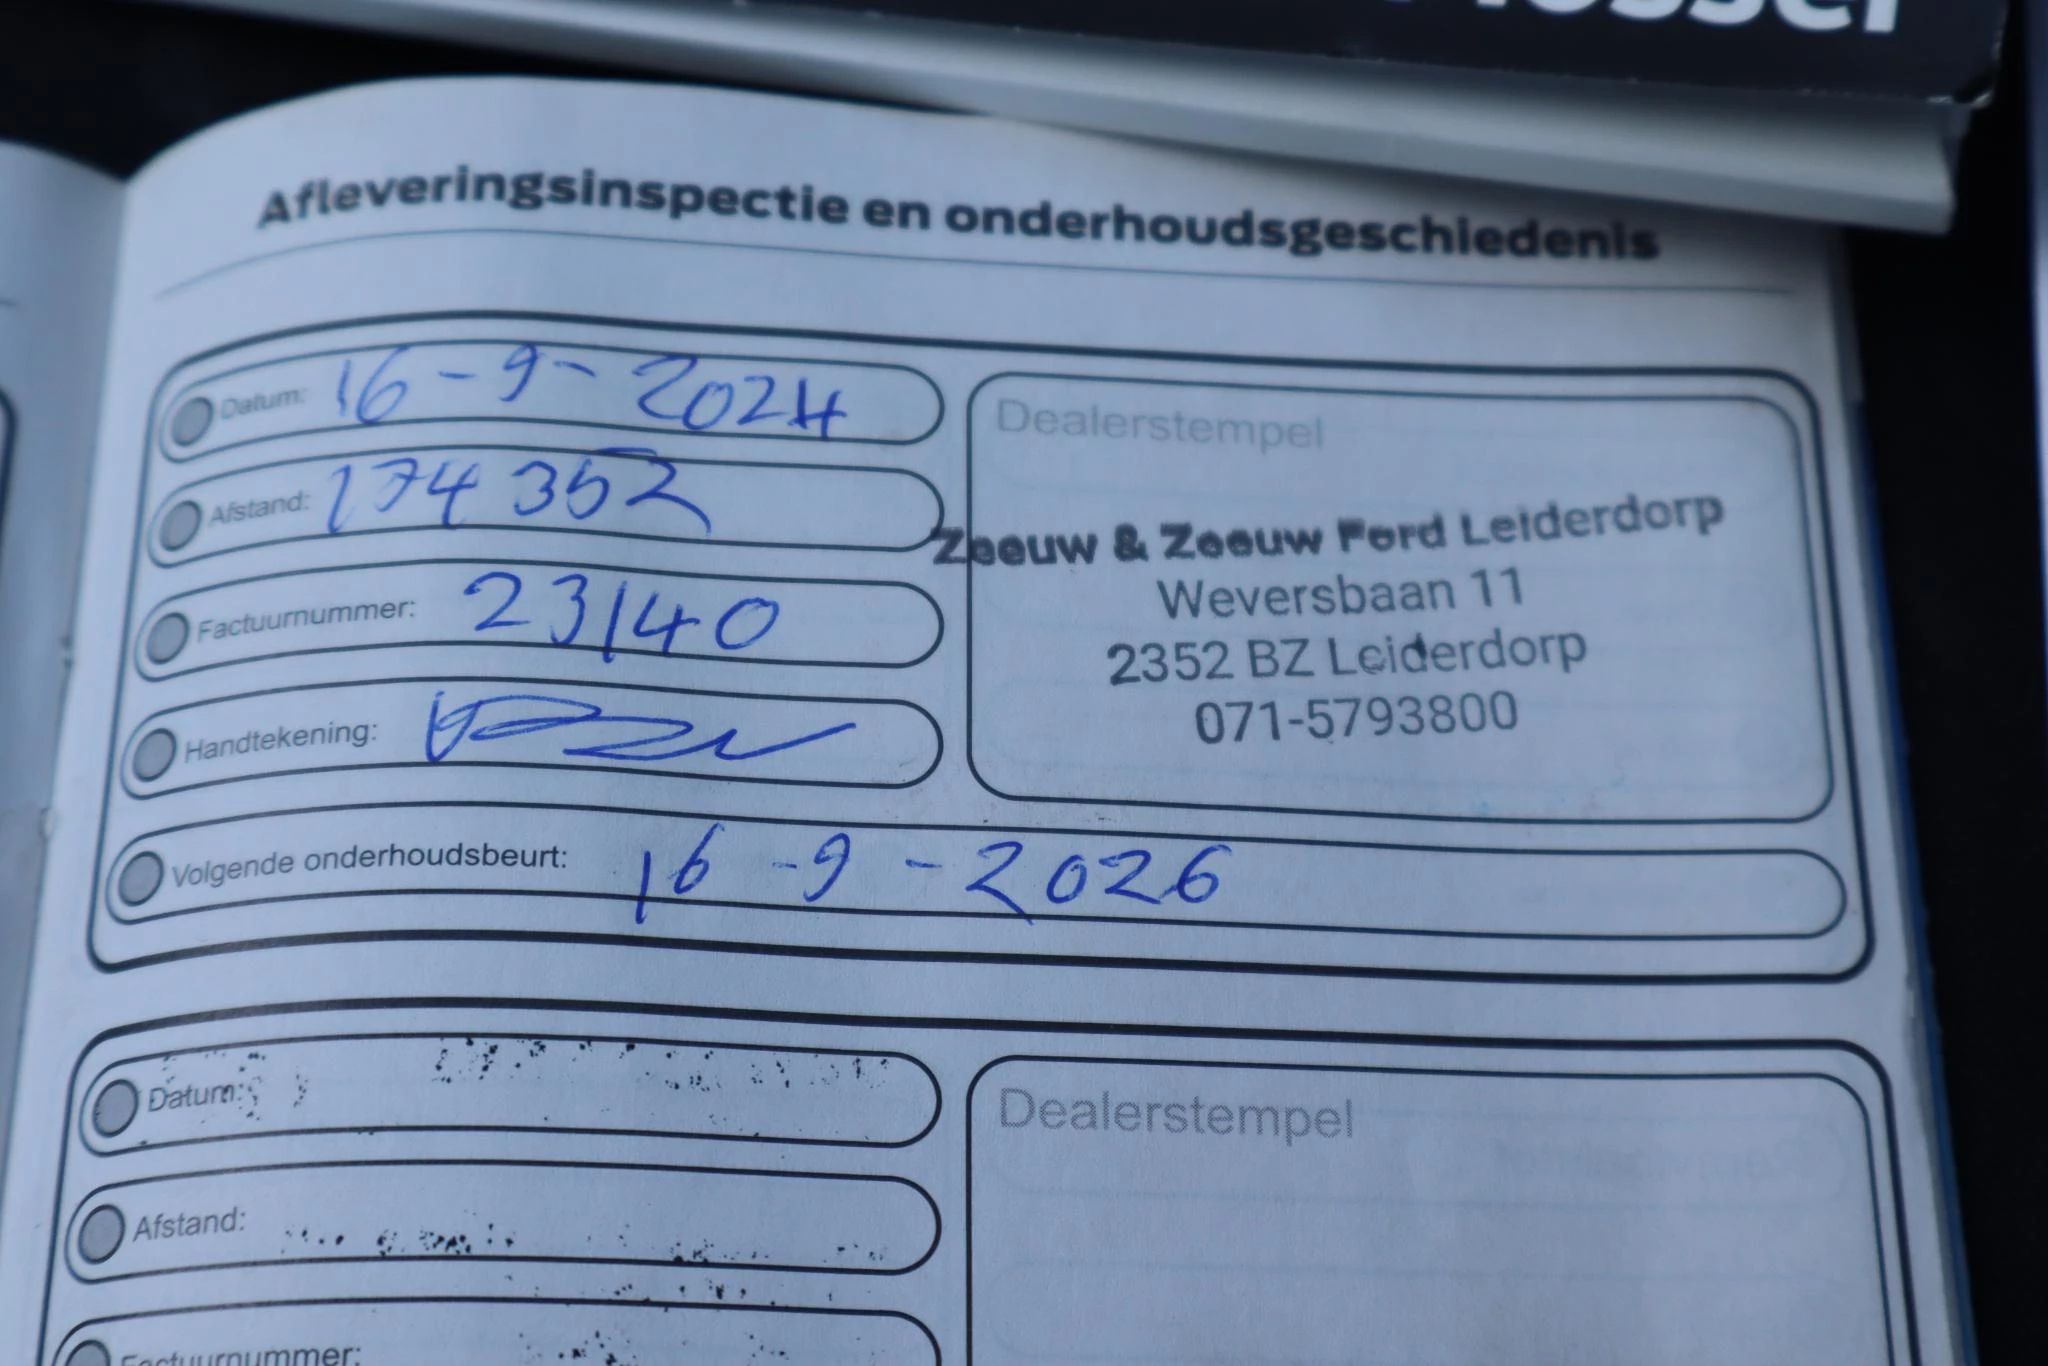 Afleveringsinspectie en onderhoudsgeschiedenis
Datum: 16-9-2024
Dealerstempel
Afstand: 174352
Zeeuw & Zeeuw Ford Leiderdorp
Weversbaan 11
2352 BZ Leiderdorp
071-5793800
Factuurnummer: 23140
Handtekening:
Volgende onderhoudsbeurt: 16-9-2026
Datum:
Dealerstempel
Afstand:
Factuurnummer: